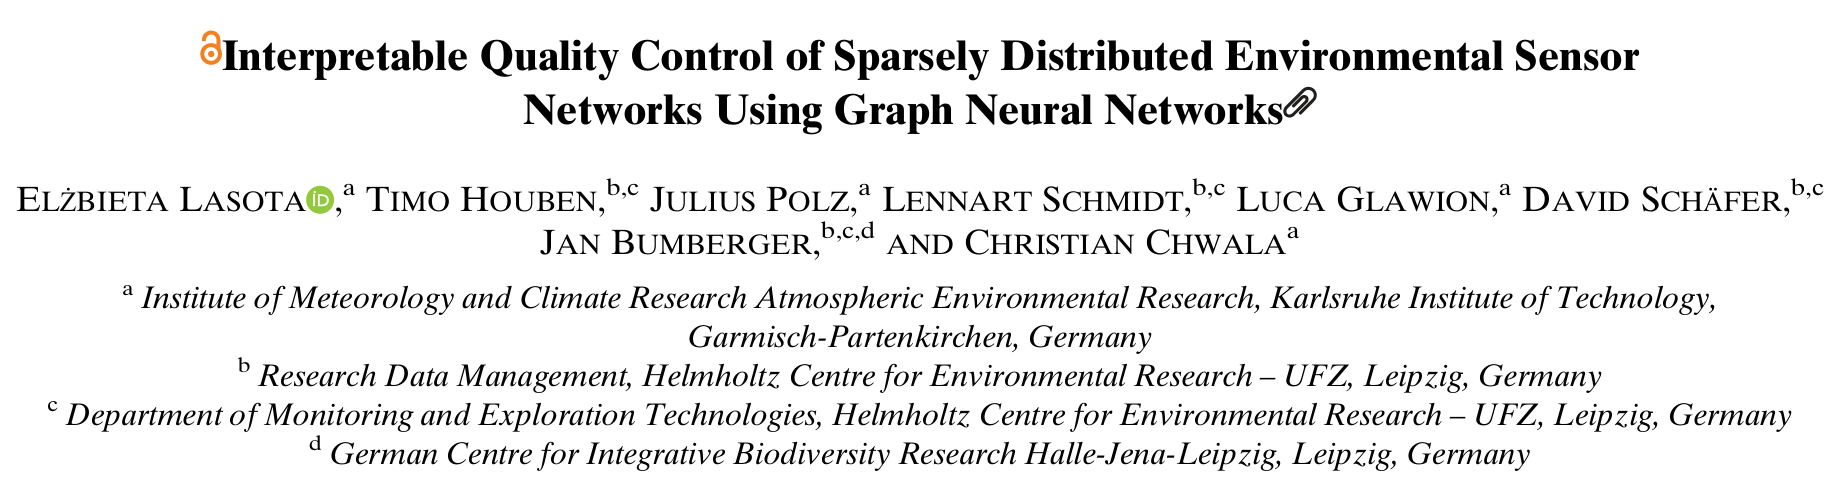 Interpretable Quality Control of Sparsely Distributed Environmental Sensor
Networks Using Graph Neural Networks
ELŻBIETA LASOTA iD,a TIMO HOUBEN,b,c JULIUS POLZ,a LENNART SCHMIDT,b,c LUCA GLAWION,a DAVID SCHÄFER,b,c
JAN BUMBERGER,b,c,d AND CHRISTIAN CHWALAa
a Institute of Meteorology and Climate Research Atmospheric Environmental Research, Karlsruhe Institute of Technology,
Garmisch-Partenkirchen, Germany
b Research Data Management, Helmholtz Centre for Environmental Research – UFZ, Leipzig, Germany
c Department of Monitoring and Exploration Technologies, Helmholtz Centre for Environmental Research – UFZ, Leipzig, Germany
d German Centre for Integrative Biodiversity Research Halle-Jena-Leipzig, Leipzig, Germany